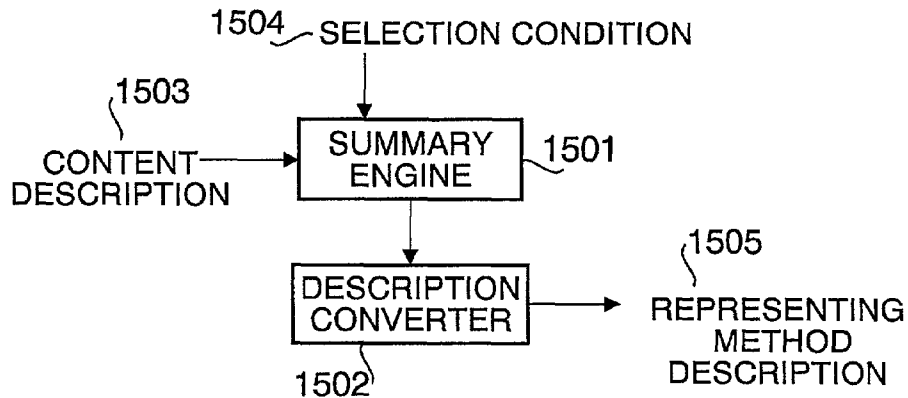 1504 SELECTION CONDITION
1503
CONTENT
DESCRIPTION
SUMMARY
ENGINE
1501
DESCRIPTION
CONVERTER
1502
1505
REPRESENTING
METHOD
DESCRIPTION